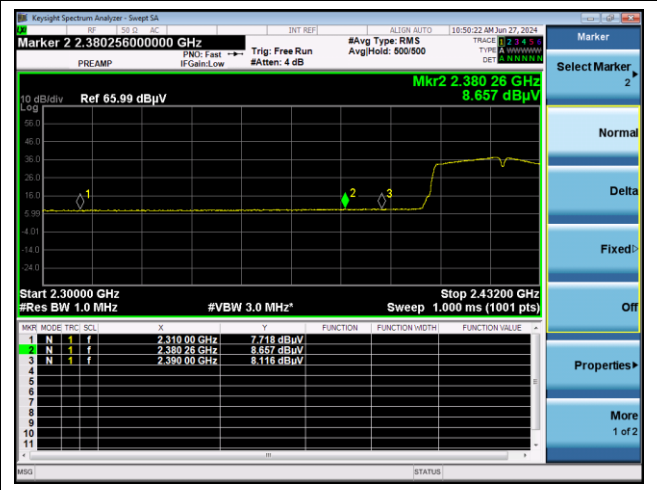 Keysight Spectrum Analyzer - Swept SA
RF 50 Ω AC INT REF ALIGN AUTO 10:50:22 AM Jun 27, 2024
Marker 2 2.380256000000 GHz
PREAMP
PNO: Fast
IFGain:Low
Trig: Free Run
#Atten: 4 dB
#Avg Type: RMS
Avg|Hold: 500/500
TRACE 1 2 3 4 5 6
TYPE A WWWWW
DET A N N N N N
Mkr2 2.380 26 GHz
8.657 dBµV
10 dB/div Ref 65.99 dBµV
Log
56.0
46.0
36.0
26.0
16.0
5.99
-4.01
-14.0
-24.0
1
2
3
Start 2.30000 GHz Stop 2.43200 GHz
#Res BW 1.0 MHz #VBW 3.0 MHz* Sweep 1.000 ms (1001 pts)
MKR MODE TRC SCL X Y FUNCTION FUNCTION WIDTH FUNCTION VALUE
1 N 1 f 2.310 00 GHz 7.718 dBµV
2 N 1 f 2.380 26 GHz 8.657 dBµV
3 N 1 f 2.390 00 GHz 8.116 dBµV
4
5
6
7
8
9
10
11
MSG STATUS
Marker
Select Marker
2
Normal
Delta
Fixed
Off
Properties
More
1 of 2